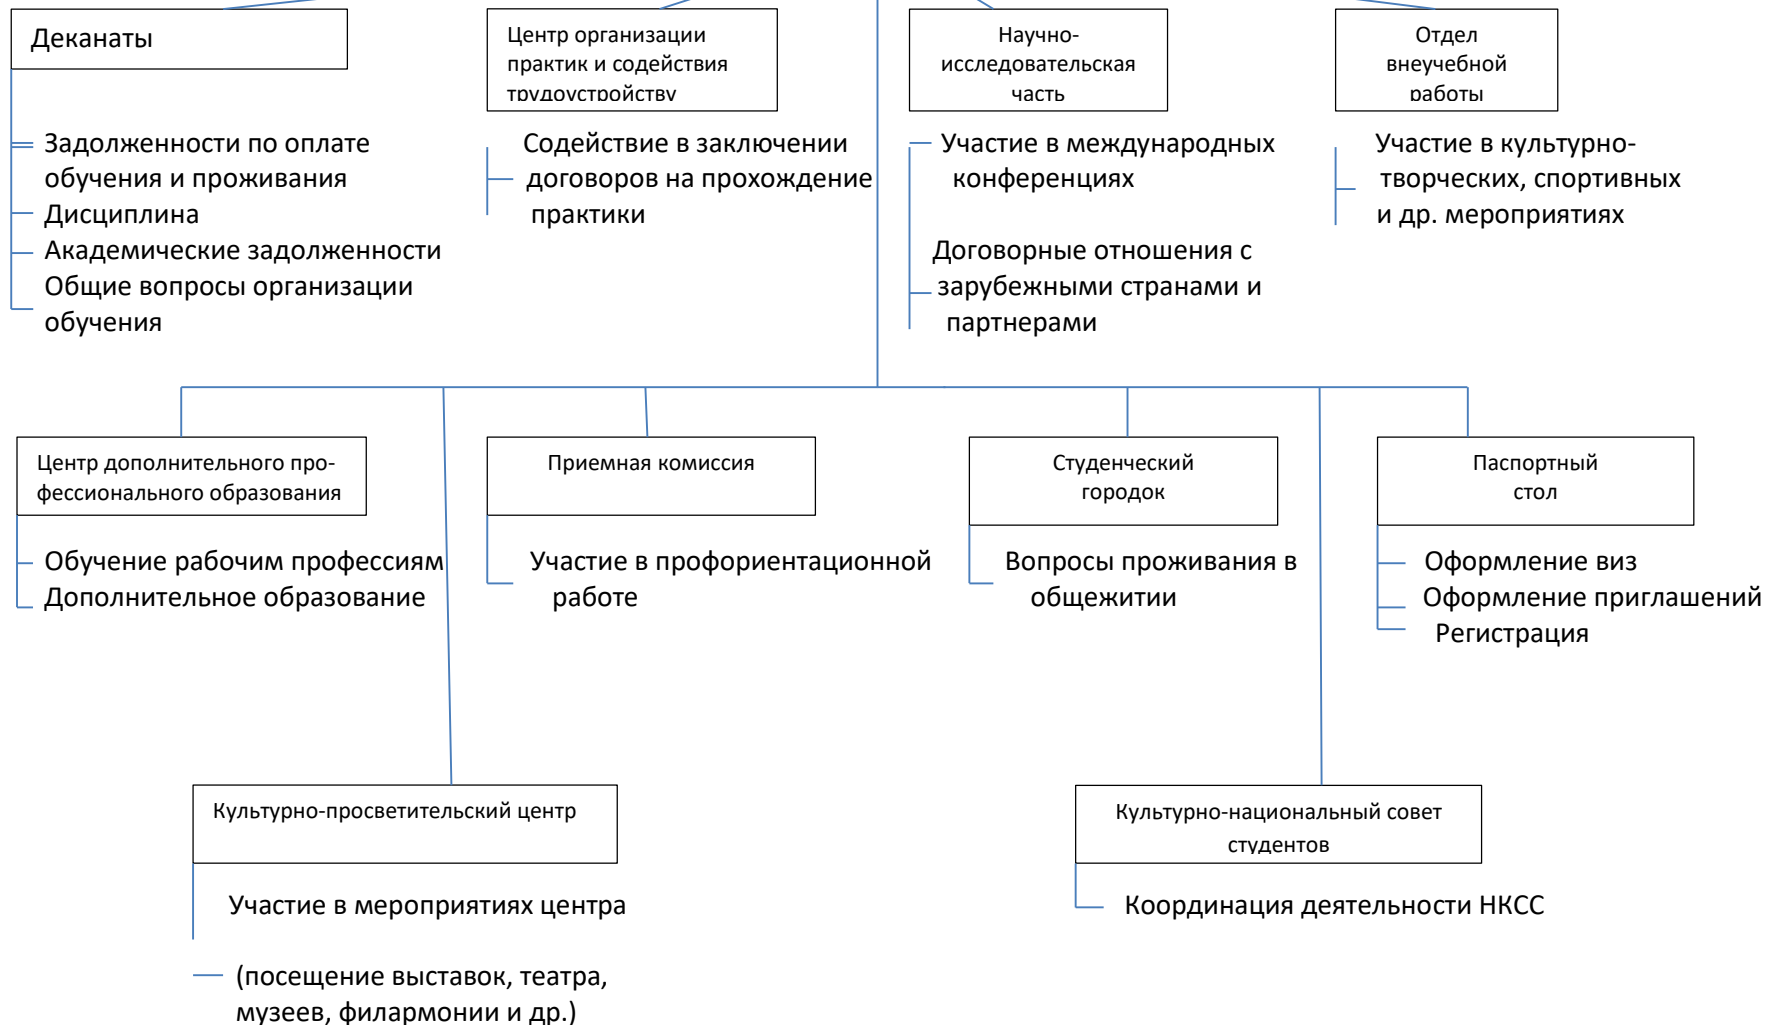 Деканаты
Задолженности по оплате
обучения и проживания
Дисциплина
Академические задолженности
Общие вопросы организации
обучения
Центр организации
практик и содействия
трудоустройству
Содействие в заключении
договоров на прохождение
практики
Научно-
исследовательская
часть
Участие в международных
конференциях
Договорные отношения с
зарубежными странами и
партнерами
Отдел
внеучебной
работы
Участие в культурно-
творческих, спортивных
и др. мероприятиях
Центр дополнительного про-
фессионального образования
Обучение рабочим профессиям
Дополнительное образование
Приемная комиссия
Участие в профориентационной
работе
Студенческий
городок
Вопросы проживания в
общежитии
Паспортный
стол
Оформление виз
Оформление приглашений
Регистрация
Культурно-просветительский центр
Участие в мероприятиях центра
(посещение выставок, театра,
музеев, филармонии и др.)
Культурно-национальный совет
студентов
Координация деятельности НКСС